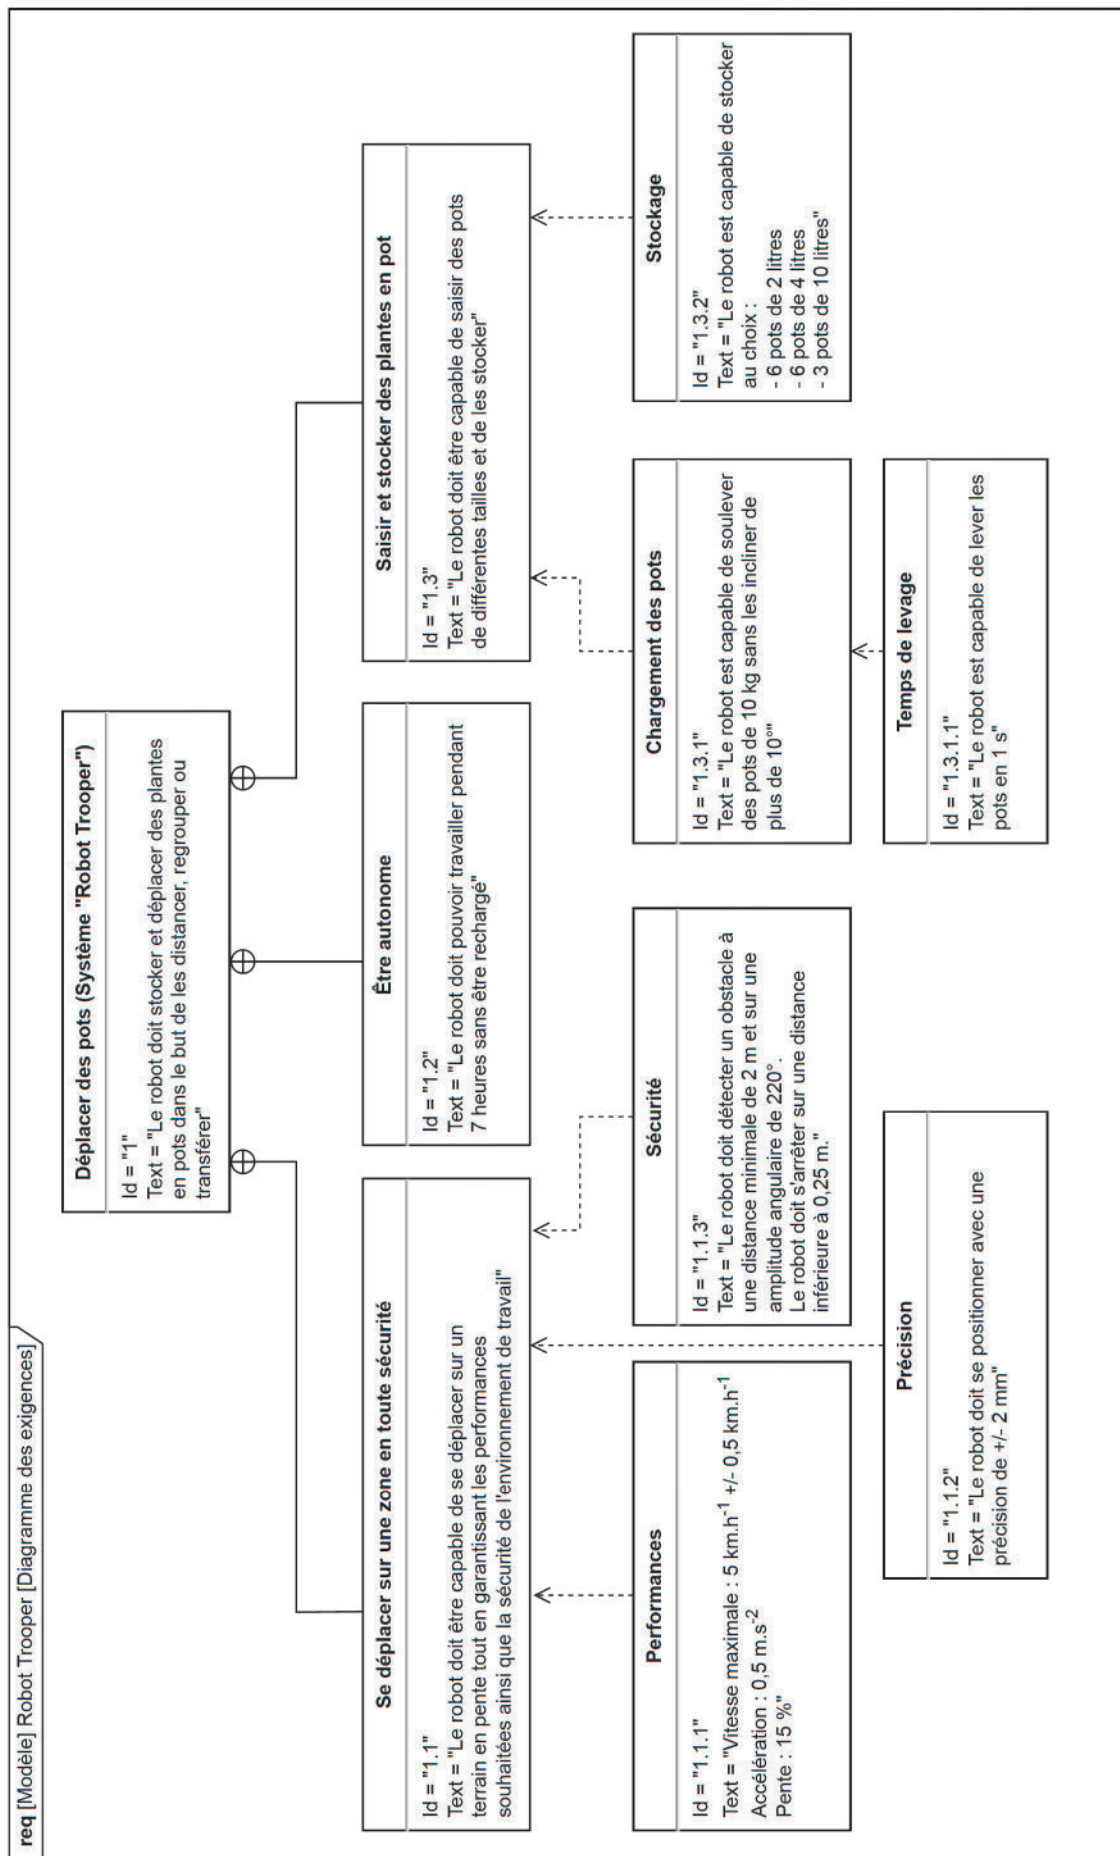 req [Modèle] Robot Trooper [Diagramme des exigences]
Déplacer des pots (Système "Robot Trooper")
Id = "1"
Text = "Le robot doit stocker et déplacer des plantes
en pots dans le but de les distancer, regrouper ou
transférer"
Se déplacer sur une zone en toute sécurité
Id = "1.1"
Text = "Le robot doit être capable de se déplacer sur un
terrain en pente tout en garantissant les performances
souhaitées ainsi que la sécurité de l'environnement de travail"
Être autonome
Id = "1.2"
Text = "Le robot doit pouvoir travailler pendant
7 heures sans être rechargé"
Saisir et stocker des plantes en pot
Id = "1.3"
Text = "Le robot doit être capable de saisir des pots
de différentes tailles et de les stocker"
Performances
Id = "1.1.1"
Text = "Vitesse maximale : 5 km.h-1 +/- 0,5 km.h-1
Accélération : 0,5 m.s-2
Pente : 15 %"
Sécurité
Id = "1.1.3"
Text = "Le robot doit détecter un obstacle à
une distance minimale de 2 m et sur une
amplitude angulaire de 220°.
Le robot doit s'arrêter sur une distance
inférieure à 0,25 m."
Chargement des pots
Id = "1.3.1"
Text = "Le robot est capable de soulever
des pots de 10 kg sans les incliner de
plus de 10°"
Stockage
Id = "1.3.2"
Text = "Le robot est capable de stocker
au choix :
- 6 pots de 2 litres
- 6 pots de 4 litres
- 3 pots de 10 litres"
Précision
Id = "1.1.2"
Text = "Le robot doit se positionner avec une
précision de +/- 2 mm"
Temps de levage
Id = "1.3.1.1"
Text = "Le robot est capable de lever les
pots en 1 s"